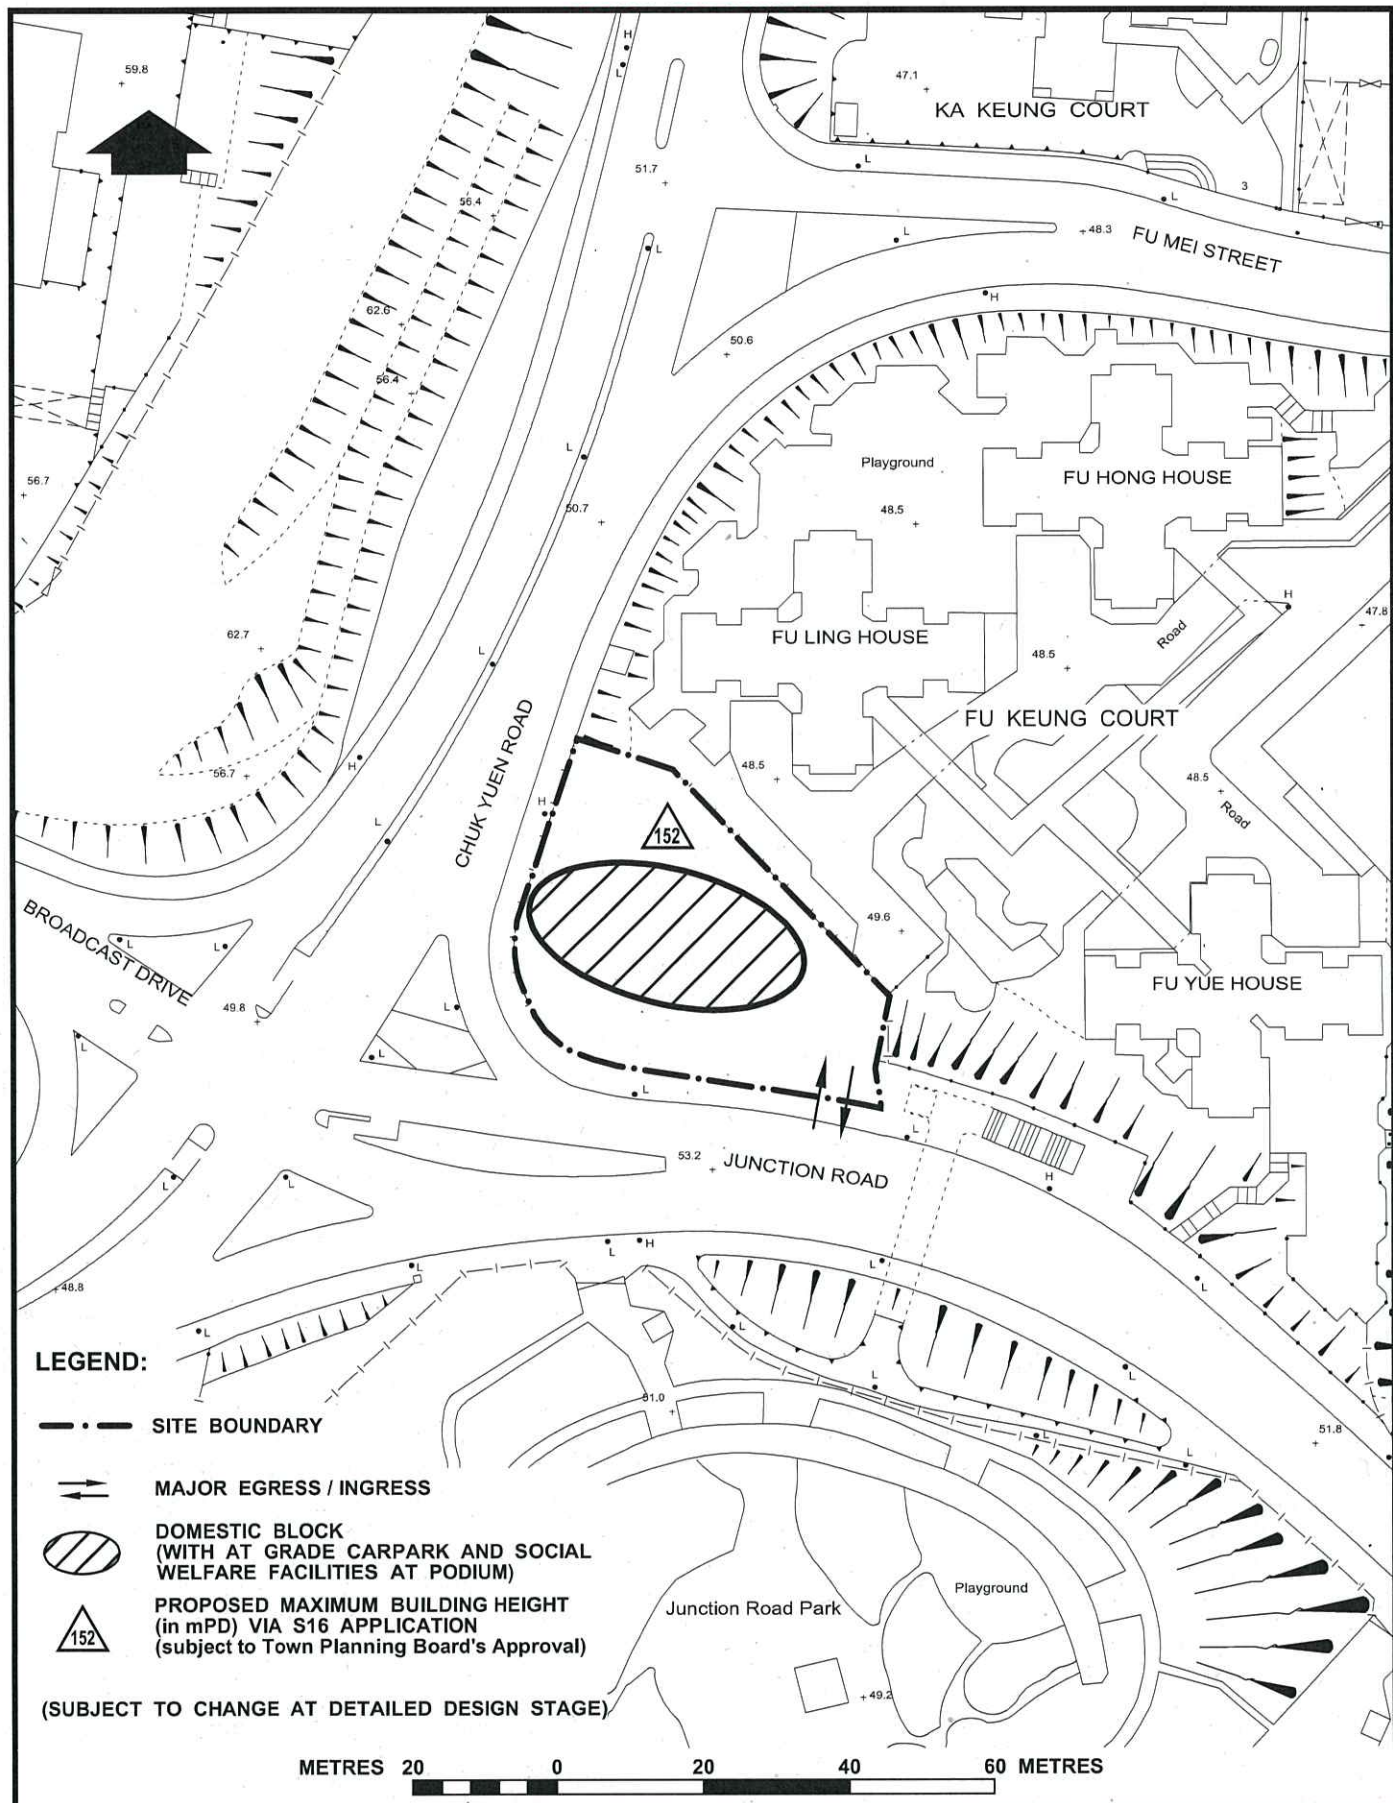 59.8
H
L
47.1
KA KEUNG COURT
L
51.7
3
L
56.4
L
48.3
FU MEI STREET
L
H
62.6
50.6
56.4
L
Playground
FU HONG HOUSE
56.7
50.7
48.5
H
47.8
62.7
FU LING HOUSE
Road
48.5
L
CHUK YUEN ROAD
FU KEUNG COURT
56.7
H
48.5
48.5
Road
H
L
152
BROADCAST DRIVE
L
L
49.6
FU YUE HOUSE
49.8
L
L
L
L
L
53.2
JUNCTION ROAD
H
L
L
L
H
L
L
48.8
L
L
L
LEGEND:
L
L
51.0
SITE BOUNDARY
L
51.8
L
MAJOR EGRESS / INGRESS
DOMESTIC BLOCK
(WITH AT GRADE CARPARK AND SOCIAL
WELFARE FACILITIES AT PODIUM)
Playground
PROPOSED MAXIMUM BUILDING HEIGHT
(in mPD) VIA S16 APPLICATION
(subject to Town Planning Board's Approval)
152
Junction Road Park
49.2
(SUBJECT TO CHANGE AT DETAILED DESIGN STAGE)
METRES 20 0 20 40 60 METRES